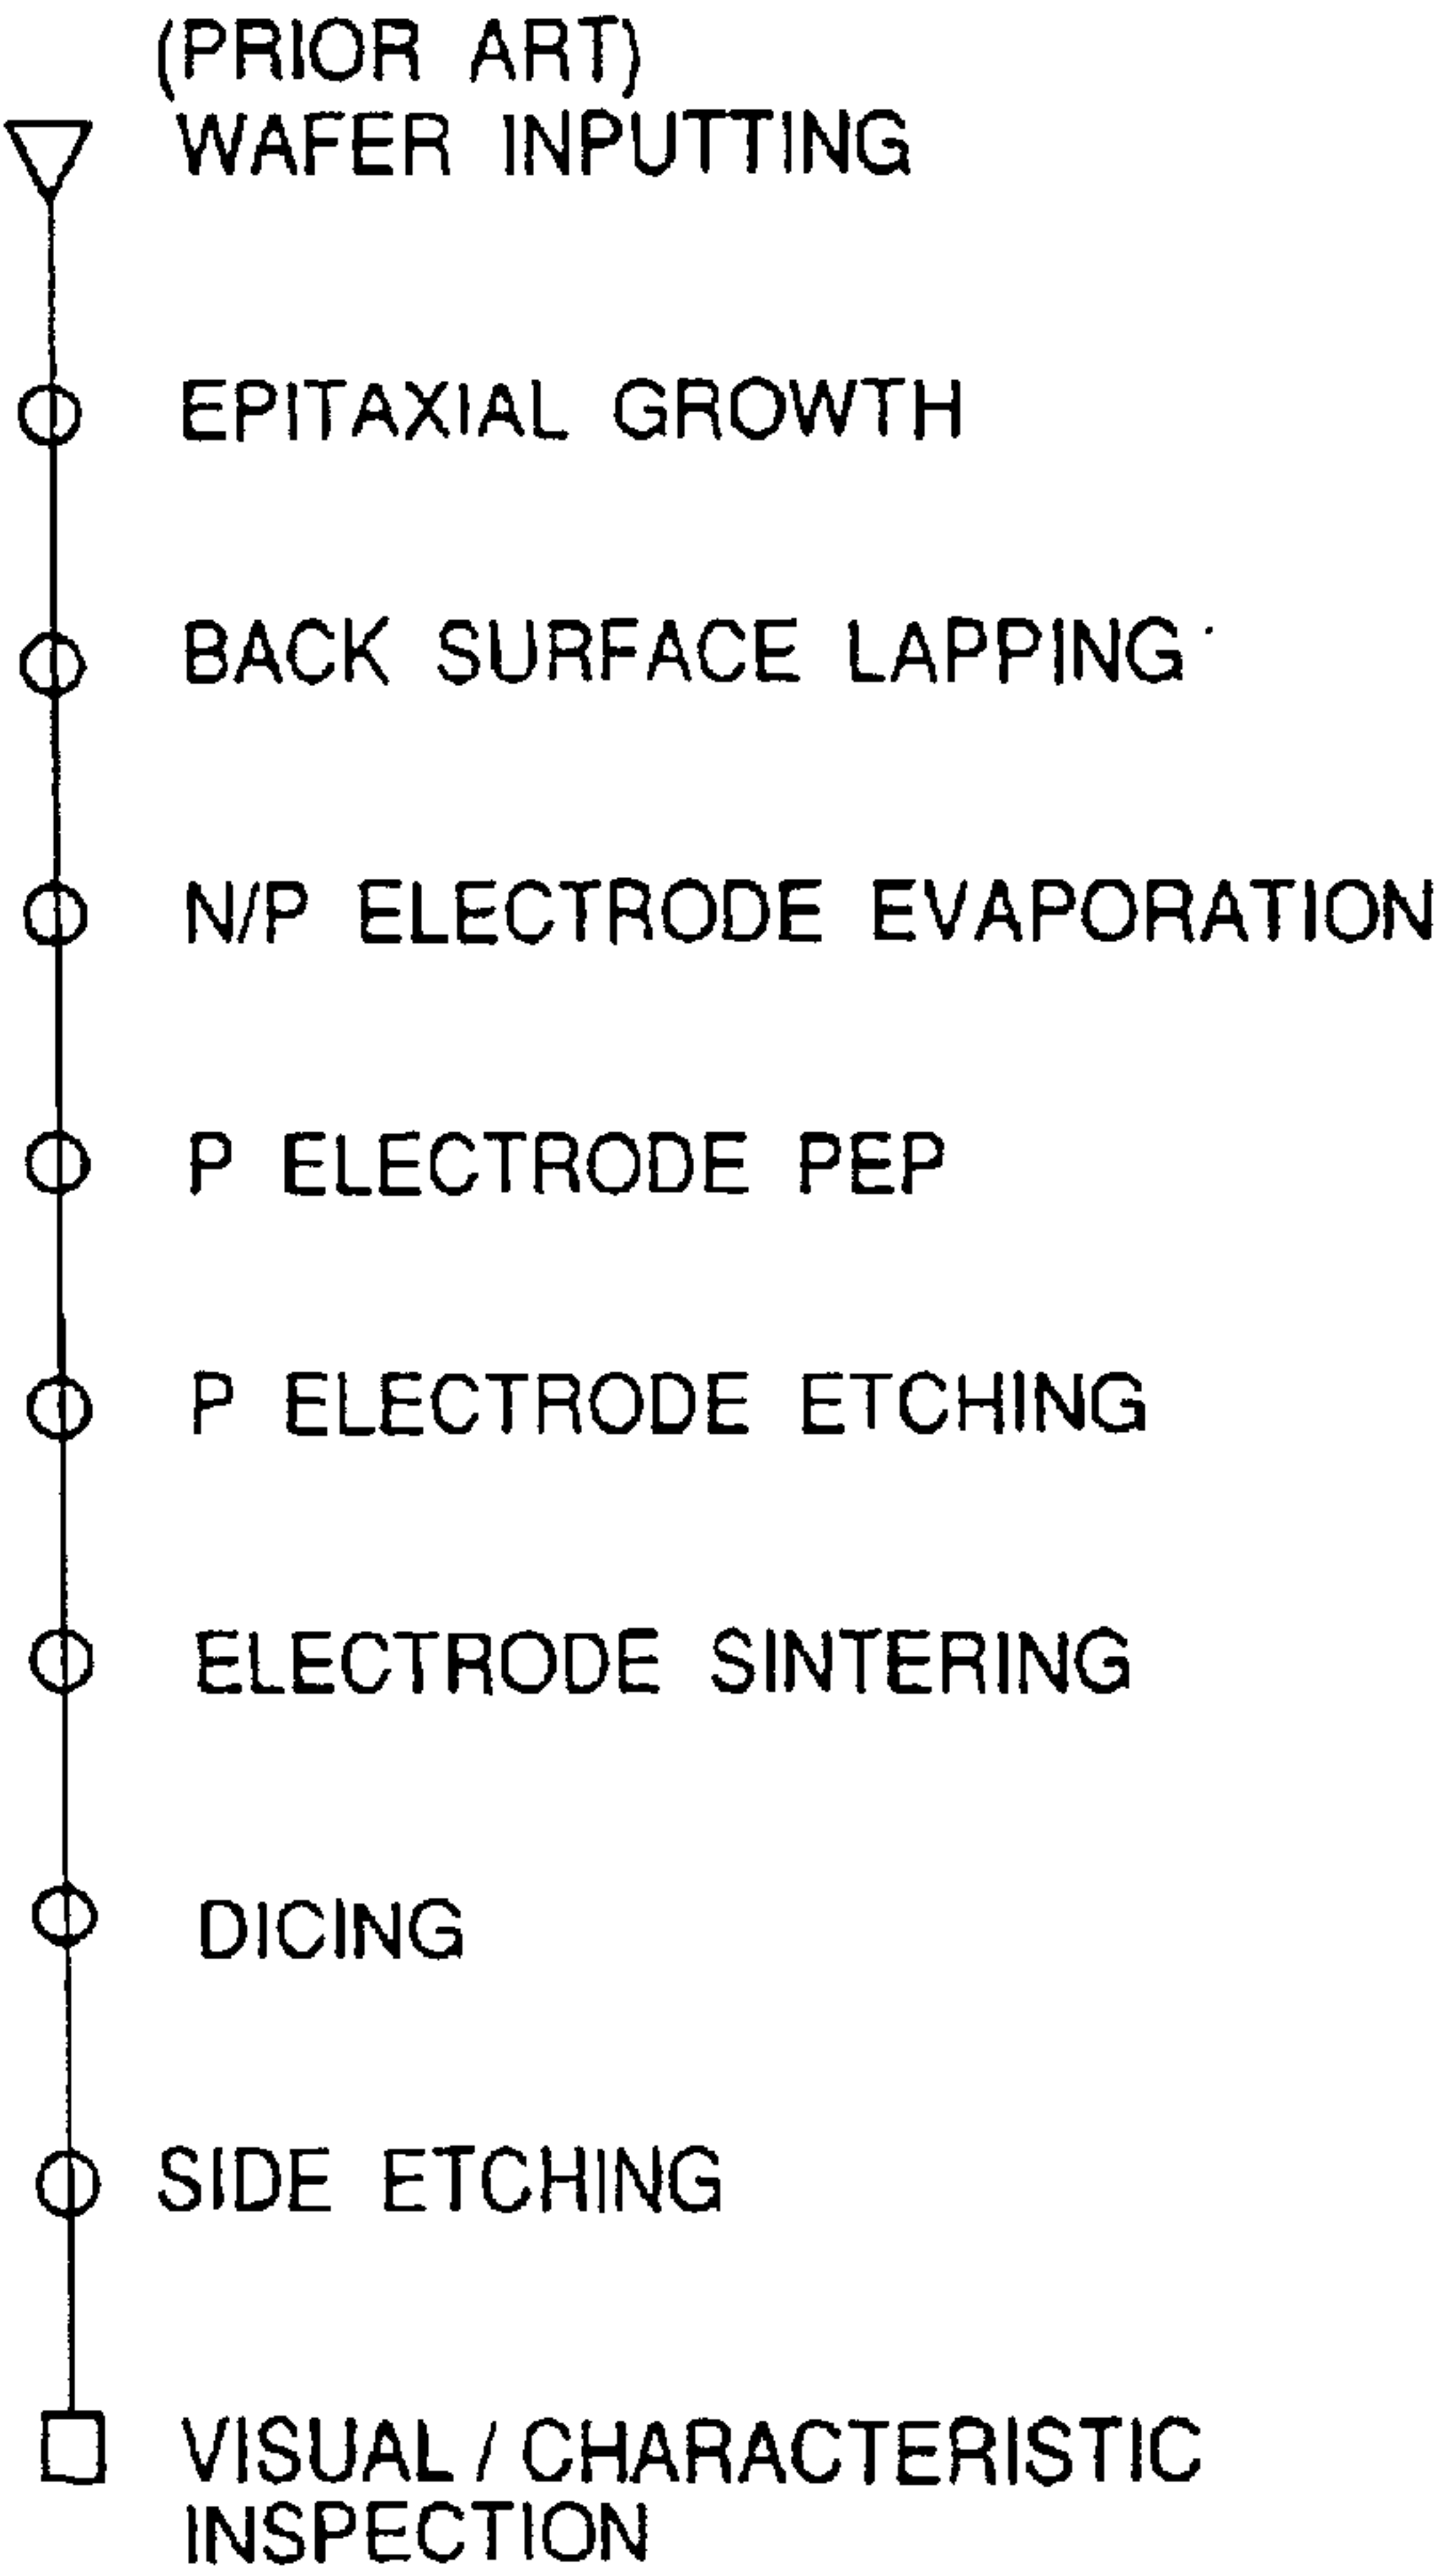 (PRIOR ART)
WAFER INPUTTING
EPITAXIAL GROWTH
BACK SURFACE LAPPING
N/P ELECTRODE EVAPORATION
P ELECTRODE PEP
P ELECTRODE ETCHING
ELECTRODE SINTERING
DICING
SIDE ETCHING
VISUAL / CHARACTERISTIC
INSPECTION